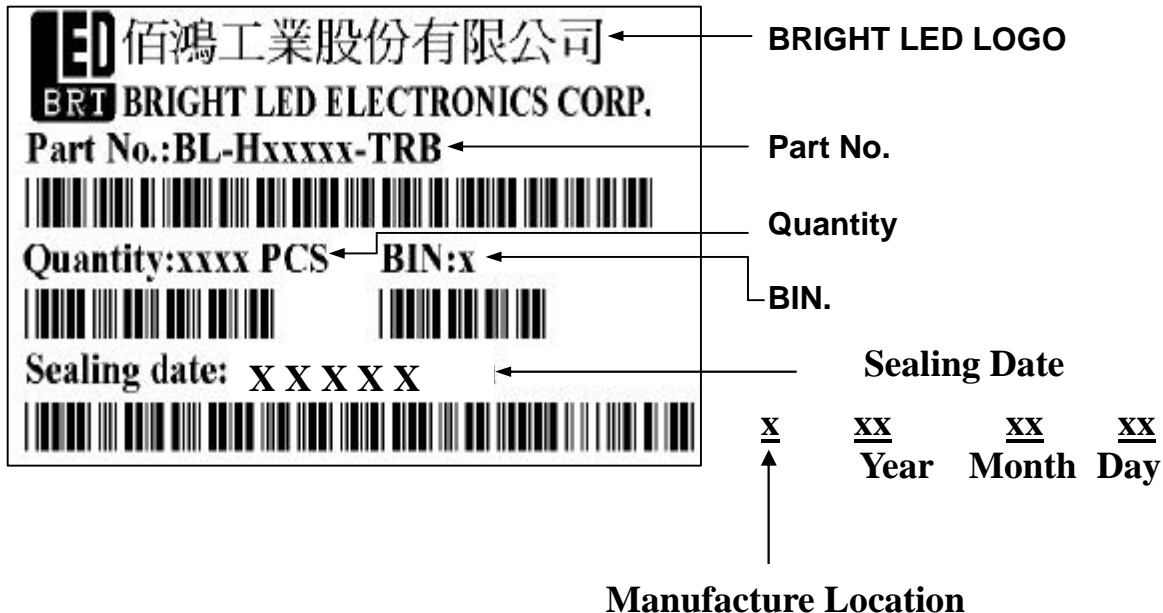 LED 佰鴻工業股份有限公司
BRT BRIGHT LED ELECTRONICS CORP.
BRIGHT LED LOGO
Part No.:BL-Hxxxxx-TRB
Part No.
Quantity:xxxx PCS BIN:x
Quantity
BIN.
Sealing date: X X X X X
Sealing Date
x xx xx xx
Year Month Day
Manufacture Location